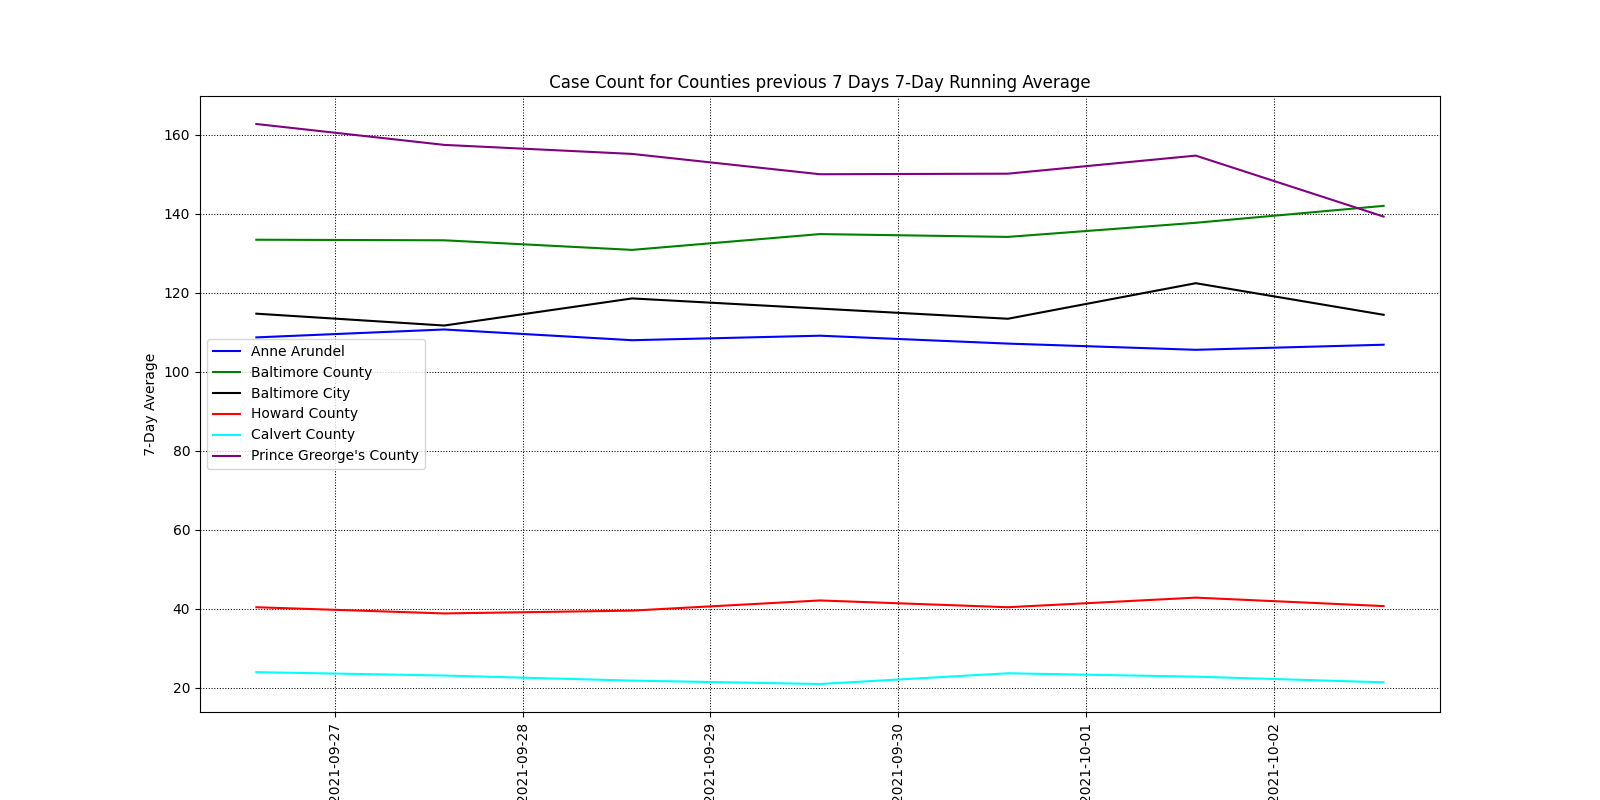 Case Count for Counties previous 7 Days 7-Day Running Average
160
140
120
100
80
60
40
20
7-Day Average
Anne Arundel
Baltimore County
Baltimore City
Howard County
Calvert County
Prince Greorge's County
2021-09-27
2021-09-28
2021-09-29
2021-09-30
2021-10-01
2021-10-02